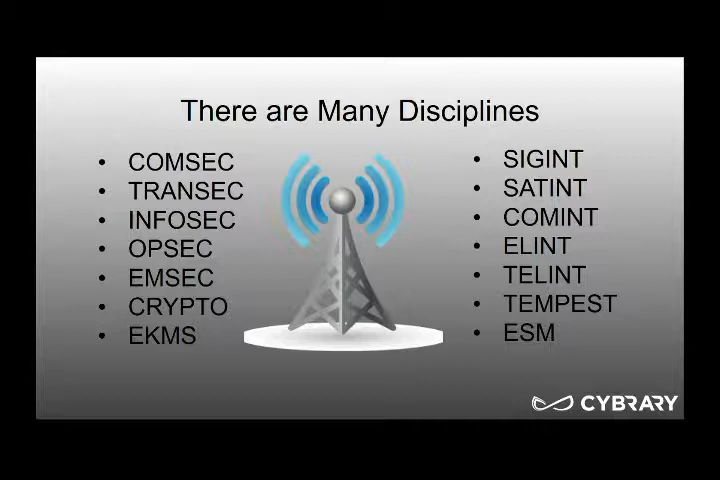 There are Many Disciplines
• COMSEC
• TRANSEC
• INFOSEC
• OPSEC
• EMSEC
• CRYPTO
• EKMS
• SIGINT
• SATINT
• COMINT
• ELINT
• TELINT
• TEMPEST
• ESM
CYBRARY